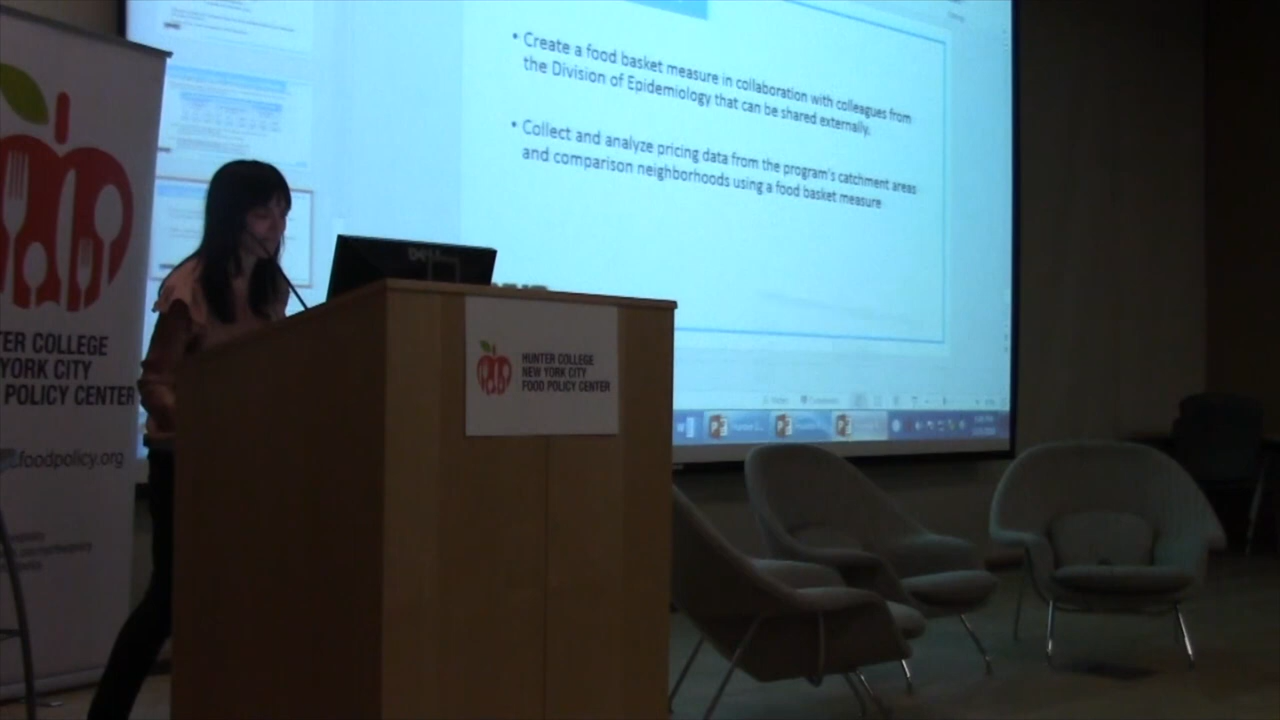 • Create a food basket measure in collaboration with colleagues from
the Division of Epidemiology that can be shared externally.
• Collect and analyze pricing data from the program's catchment areas
and comparison neighborhoods using a food basket measure
TER COLLEGE
YORK CITY
POLICY CENTER
foodpolicy.org
DELL
HUNTER COLLEGE
NEW YORK CITY
FOOD POLICY CENTER